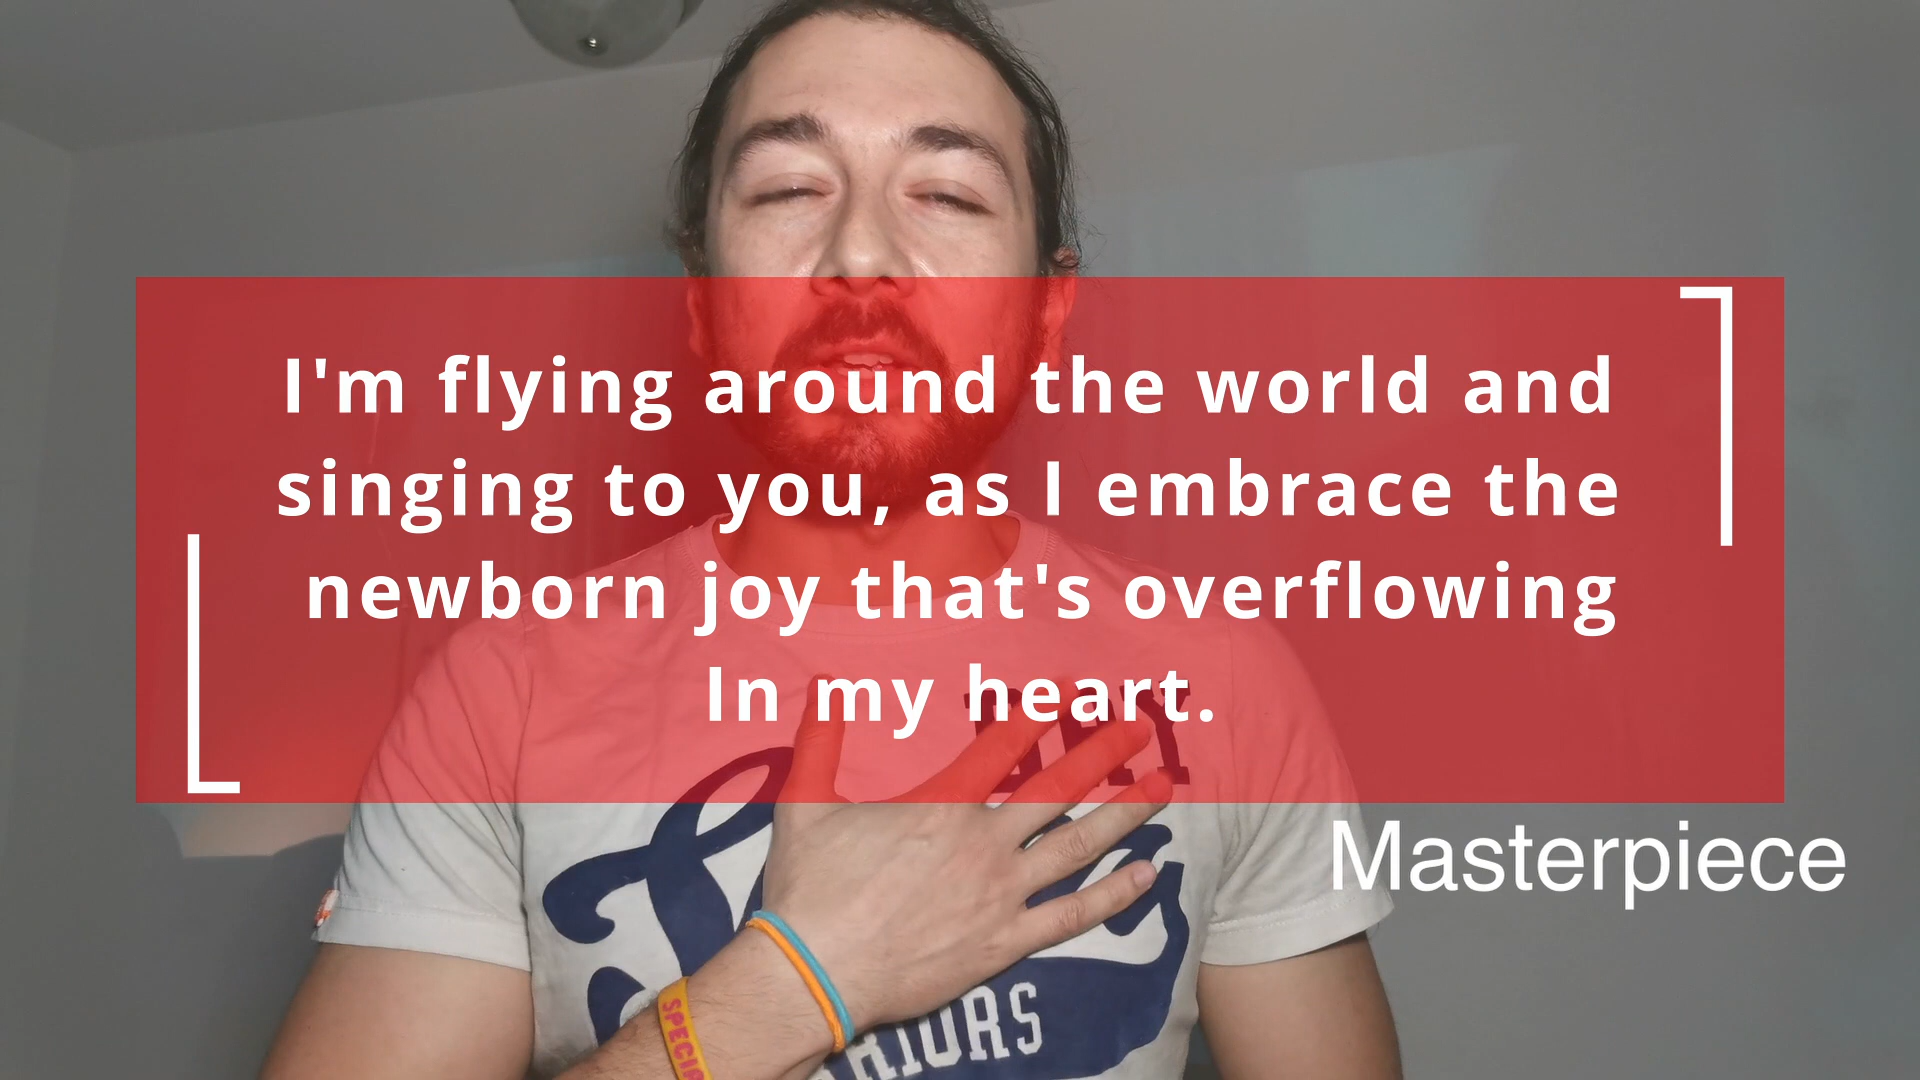 I'm flying around the world and
singing to you, as I embrace the
newborn joy that's overflowing
In my heart.
Masterpiece
SPECIA